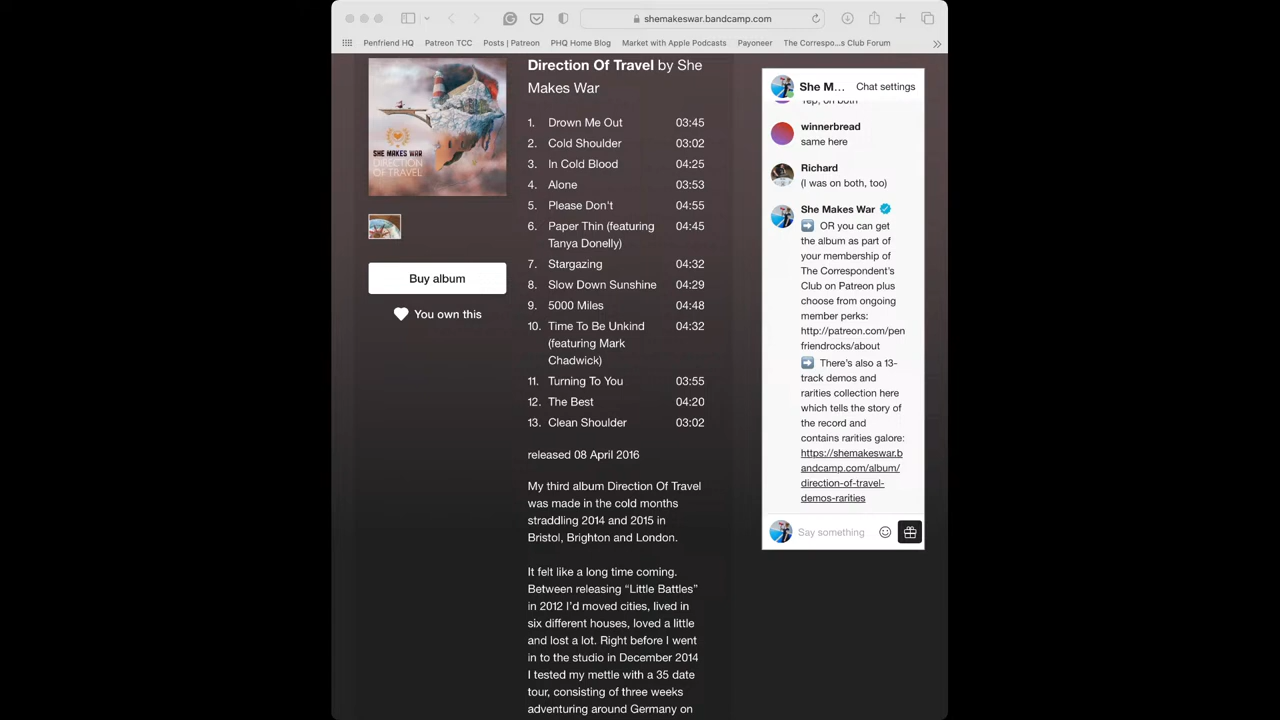 shemakeswar.bandcamp.com
Penfriend HQ
Patreon TCC
Posts | Patreon
PHQ Home Blog
Market with Apple Podcasts
Payoneer
The Correspo...s Club Forum
SHE MAKES WAR
DIRECTION OF
TRAVEL
Buy album
You own this
Direction Of Travel by She
Makes War
1. Drown Me Out 03:45
2. Cold Shoulder 03:02
3. In Cold Blood 04:25
4. Alone 03:53
5. Please Don't 04:55
6. Paper Thin (featuring 04:45
Tanya Donelly)
7. Stargazing 04:32
8. Slow Down Sunshine 04:29
9. 5000 Miles 04:48
10. Time To Be Unkind 04:32
(featuring Mark
Chadwick)
11. Turning To You 03:55
12. The Best 04:20
13. Clean Shoulder 03:02
released 08 April 2016
My third album Direction Of Travel
was made in the cold months
straddling 2014 and 2015 in
Bristol, Brighton and London.
It felt like a long time coming.
Between releasing “Little Battles”
in 2012 I’d moved cities, lived in
six different houses, loved a little
and lost a lot. Right before I went
in to the studio in December 2014
I tested my mettle with a 35 date
tour, consisting of three weeks
adventuring around Germany on
She M... Chat settings
Yep, on both
winnerbread
same here
Richard
(I was on both, too)
She Makes War
➡️ OR you can get
the album as part of
your membership of
The Correspondent’s
Club on Patreon plus
choose from ongoing
member perks:
http://patreon.com/pen
friendrocks/about
➡️ There’s also a 13-
track demos and
rarities collection here
which tells the story of
the record and
contains rarities galore:
https://shemakeswar.b
andcamp.com/album/
direction-of-travel-
demos-rarities
Say something